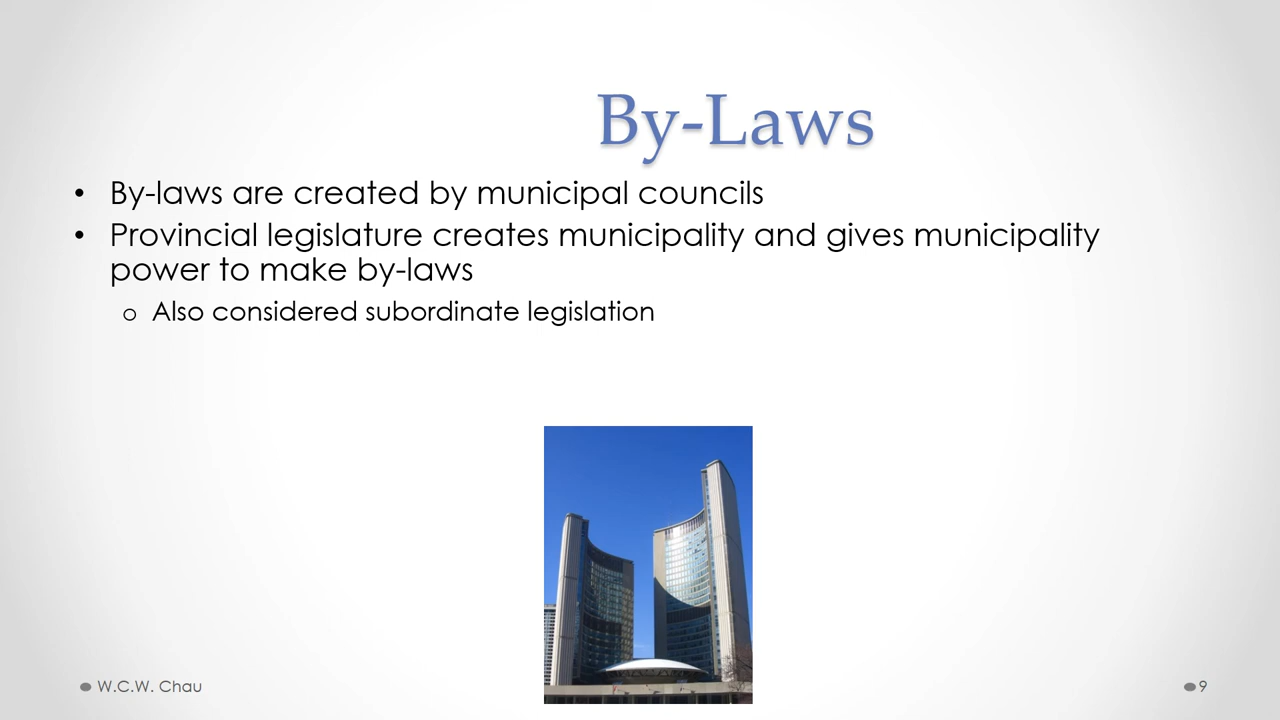 By-Laws
• By-laws are created by municipal councils
• Provincial legislature creates municipality and gives municipality
power to make by-laws
o Also considered subordinate legislation
W.C.W. Chau
9